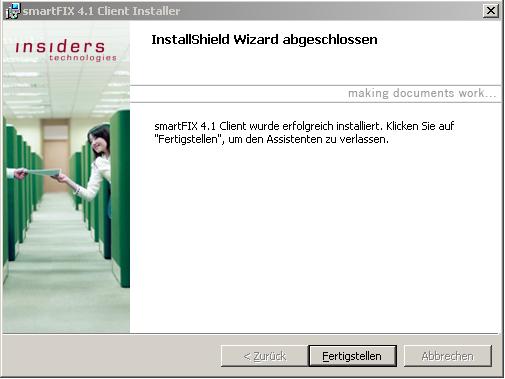 smartFIX 4.1 Client Installer
insiders
technologies
InstallShield Wizard abgeschlossen
making documents work...
smartFIX 4.1 Client wurde erfolgreich installiert. Klicken Sie auf
"Fertigstellen", um den Assistenten zu verlassen.
< Zurück
Fertigstellen
Abbrechen